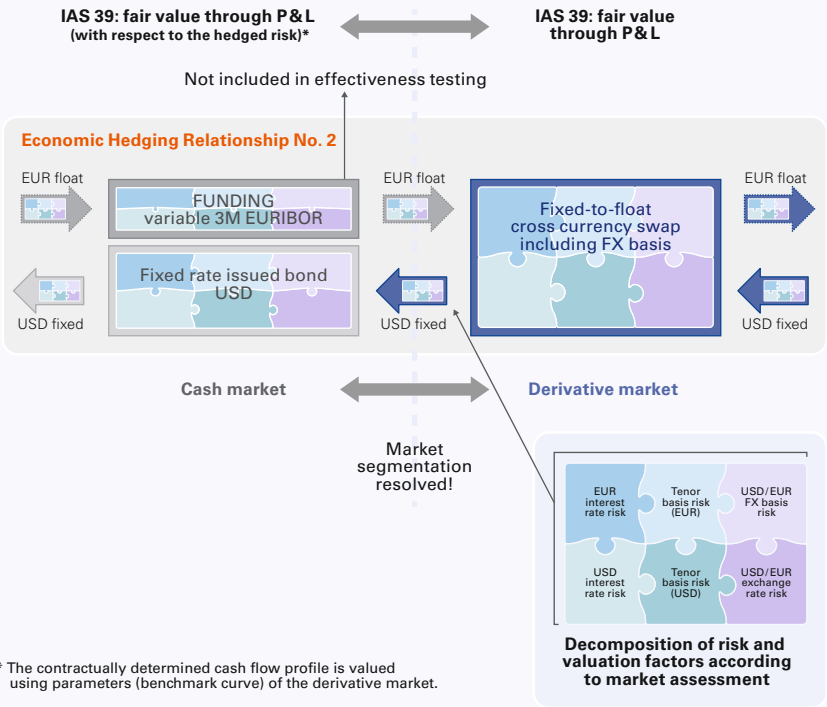 IAS 39: fair value through P&L
(with respect to the hedged risk)*
IAS 39: fair value
through P&L
Not included in effectiveness testing
Economic Hedging Relationship No. 2
EUR float
FUNDING
variable 3M EURIBOR
EUR float
Fixed-to-float
cross currency swap
including FX basis
EUR float
Fixed rate issued bond
USD
USD fixed
USD fixed
USD fixed
Cash market
Derivative market
Market
segmentation
resolved!
EUR
interest
rate risk
Tenor
basis risk
(EUR)
USD/EUR
FX basis
risk
USD
interest
rate risk
Tenor
basis risk
(USD)
USD/EUR
exchange
rate risk
Decomposition of risk and
valuation factors according
to market assessment
* The contractually determined cash flow profile is valued
using parameters (benchmark curve) of the derivative market.